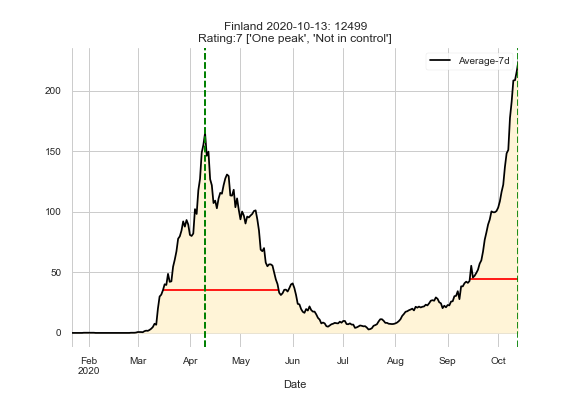 Finland 2020-10-13: 12499
Rating:7 ['One peak', 'Not in control']
Average-7d
200
150
100
50
0
Feb
2020
Mar
Apr
May
Jun
Jul
Aug
Sep
Oct
Date